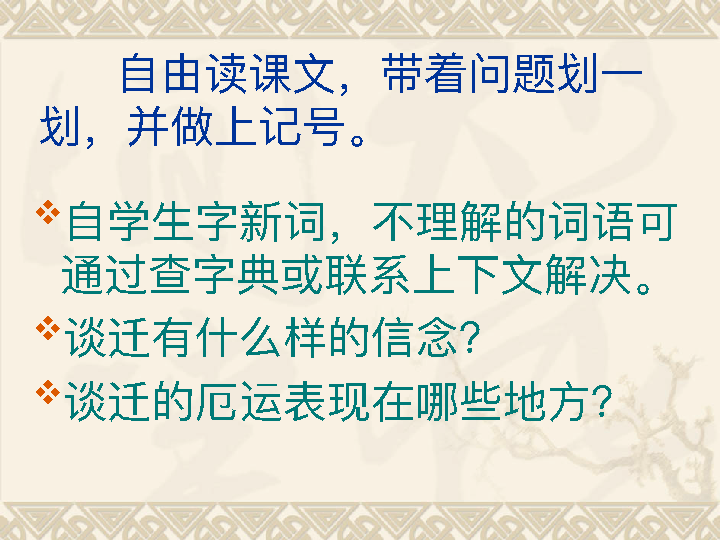 自由读课文，带着问题划一
划，并做上记号。
自学生字新词，不理解的词语可
通过查字典或联系上下文解决。
谈迁有什么样的信念？
谈迁的厄运表现在哪些地方？